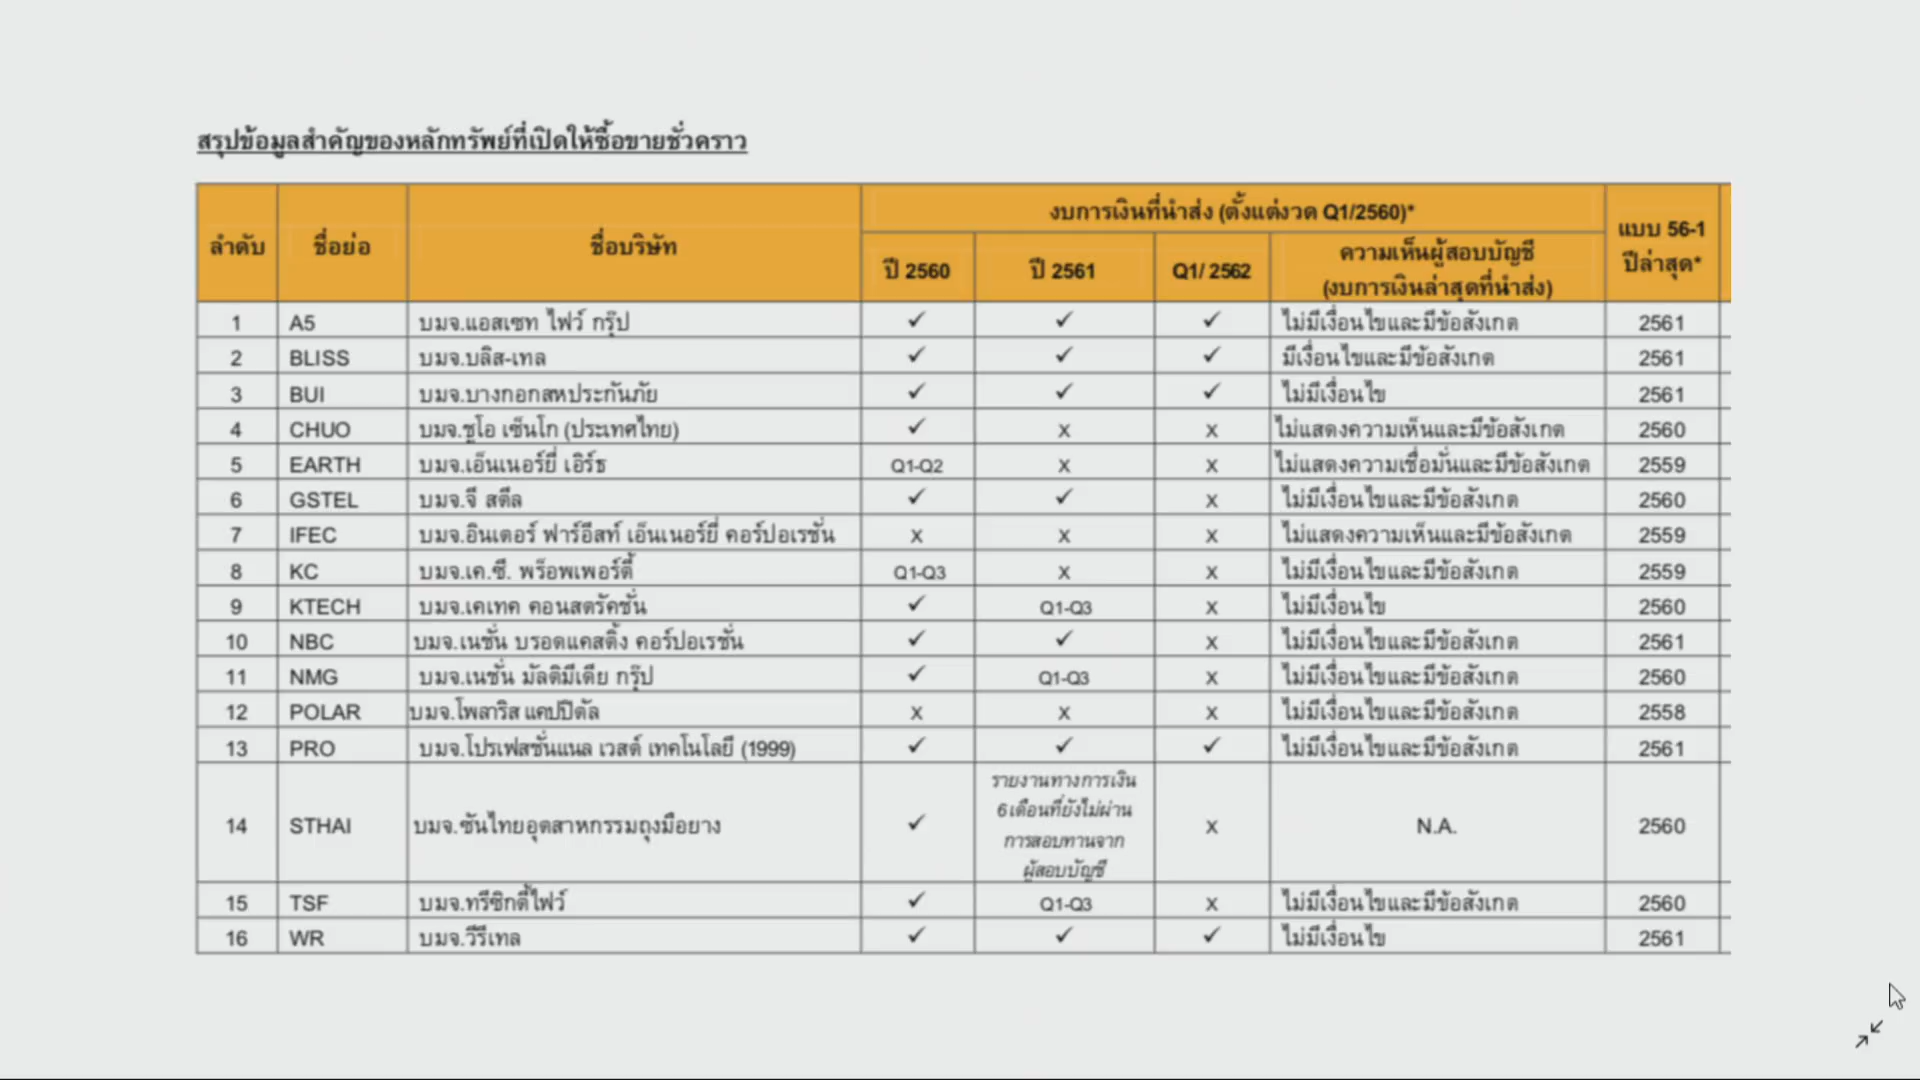 สรุปข้อมูลสำคัญของหลักทรัพย์ที่เปิดให้ซื้อขายชั่วคราว
ลำดับ ชื่อย่อ ชื่อบริษัท งบการเงินที่นำส่ง (ตั้งแต่งวด Q1/2560)* แบบ 56-1 ปีล่าสุด*
ปี 2560 ปี 2561 Q1/ 2562 ความเห็นผู้สอบบัญชี (งบการเงินล่าสุดที่นำส่ง)
1 A5 บมจ.แอสเซท ไฟว์ กรุ๊ป ✓ ✓ ✓ ไม่มีเงื่อนไขและมีข้อสังเกต 2561
2 BLISS บมจ.บลิส-เทล ✓ ✓ ✓ มีเงื่อนไขและมีข้อสังเกต 2561
3 BUI บมจ.บางกอกสหประกันภัย ✓ ✓ ✓ ไม่มีเงื่อนไข 2561
4 CHUO บมจ.ชูโอ เซ็นโก (ประเทศไทย) ✓ x x ไม่แสดงความเห็นและมีข้อสังเกต 2560
5 EARTH บมจ.เอ็นเนอร์ยี่ เอิร์ธ Q1-Q2 x x ไม่แสดงความเชื่อมั่นและมีข้อสังเกต 2559
6 GSTEL บมจ.จี สตีล ✓ ✓ x ไม่มีเงื่อนไขและมีข้อสังเกต 2560
7 IFEC บมจ.อินเตอร์ ฟาร์อีสท์ เอ็นเนอร์ยี่ คอร์ปอเรชั่น x x x ไม่แสดงความเห็นและมีข้อสังเกต 2559
8 KC บมจ.เค.ซี. พร็อพเพอร์ตี้ Q1-Q3 x x ไม่มีเงื่อนไขและมีข้อสังเกต 2559
9 KTECH บมจ.เคเทค คอนสตรัคชั่น ✓ Q1-Q3 x ไม่มีเงื่อนไข 2560
10 NBC บมจ.เนชั่น บรอดแคสติ้ง คอร์ปอเรชั่น ✓ ✓ x ไม่มีเงื่อนไขและมีข้อสังเกต 2561
11 NMG บมจ.เนชั่น มัลติมีเดีย กรุ๊ป ✓ Q1-Q3 x ไม่มีเงื่อนไขและมีข้อสังเกต 2560
12 POLAR บมจ.โพลาริส แคปปิตัล x x x ไม่มีเงื่อนไขและมีข้อสังเกต 2558
13 PRO บมจ.โปรเฟสชั่นแนล เวสต์ เทคโนโลยี (1999) ✓ ✓ ✓ ไม่มีเงื่อนไขและมีข้อสังเกต 2561
14 STHAI บมจ.ซันไทยอุตสาหกรรมถุงมือยาง ✓ รายงานทางการเงิน 6 เดือนที่ยังไม่ผ่านการสอบทานจากผู้สอบบัญชี x N.A. 2560
15 TSF บมจ.ทรีซิกตี้ไฟว์ ✓ Q1-Q3 x ไม่มีเงื่อนไขและมีข้อสังเกต 2560
16 WR บมจ.วีรีเทล ✓ ✓ ✓ ไม่มีเงื่อนไข 2561